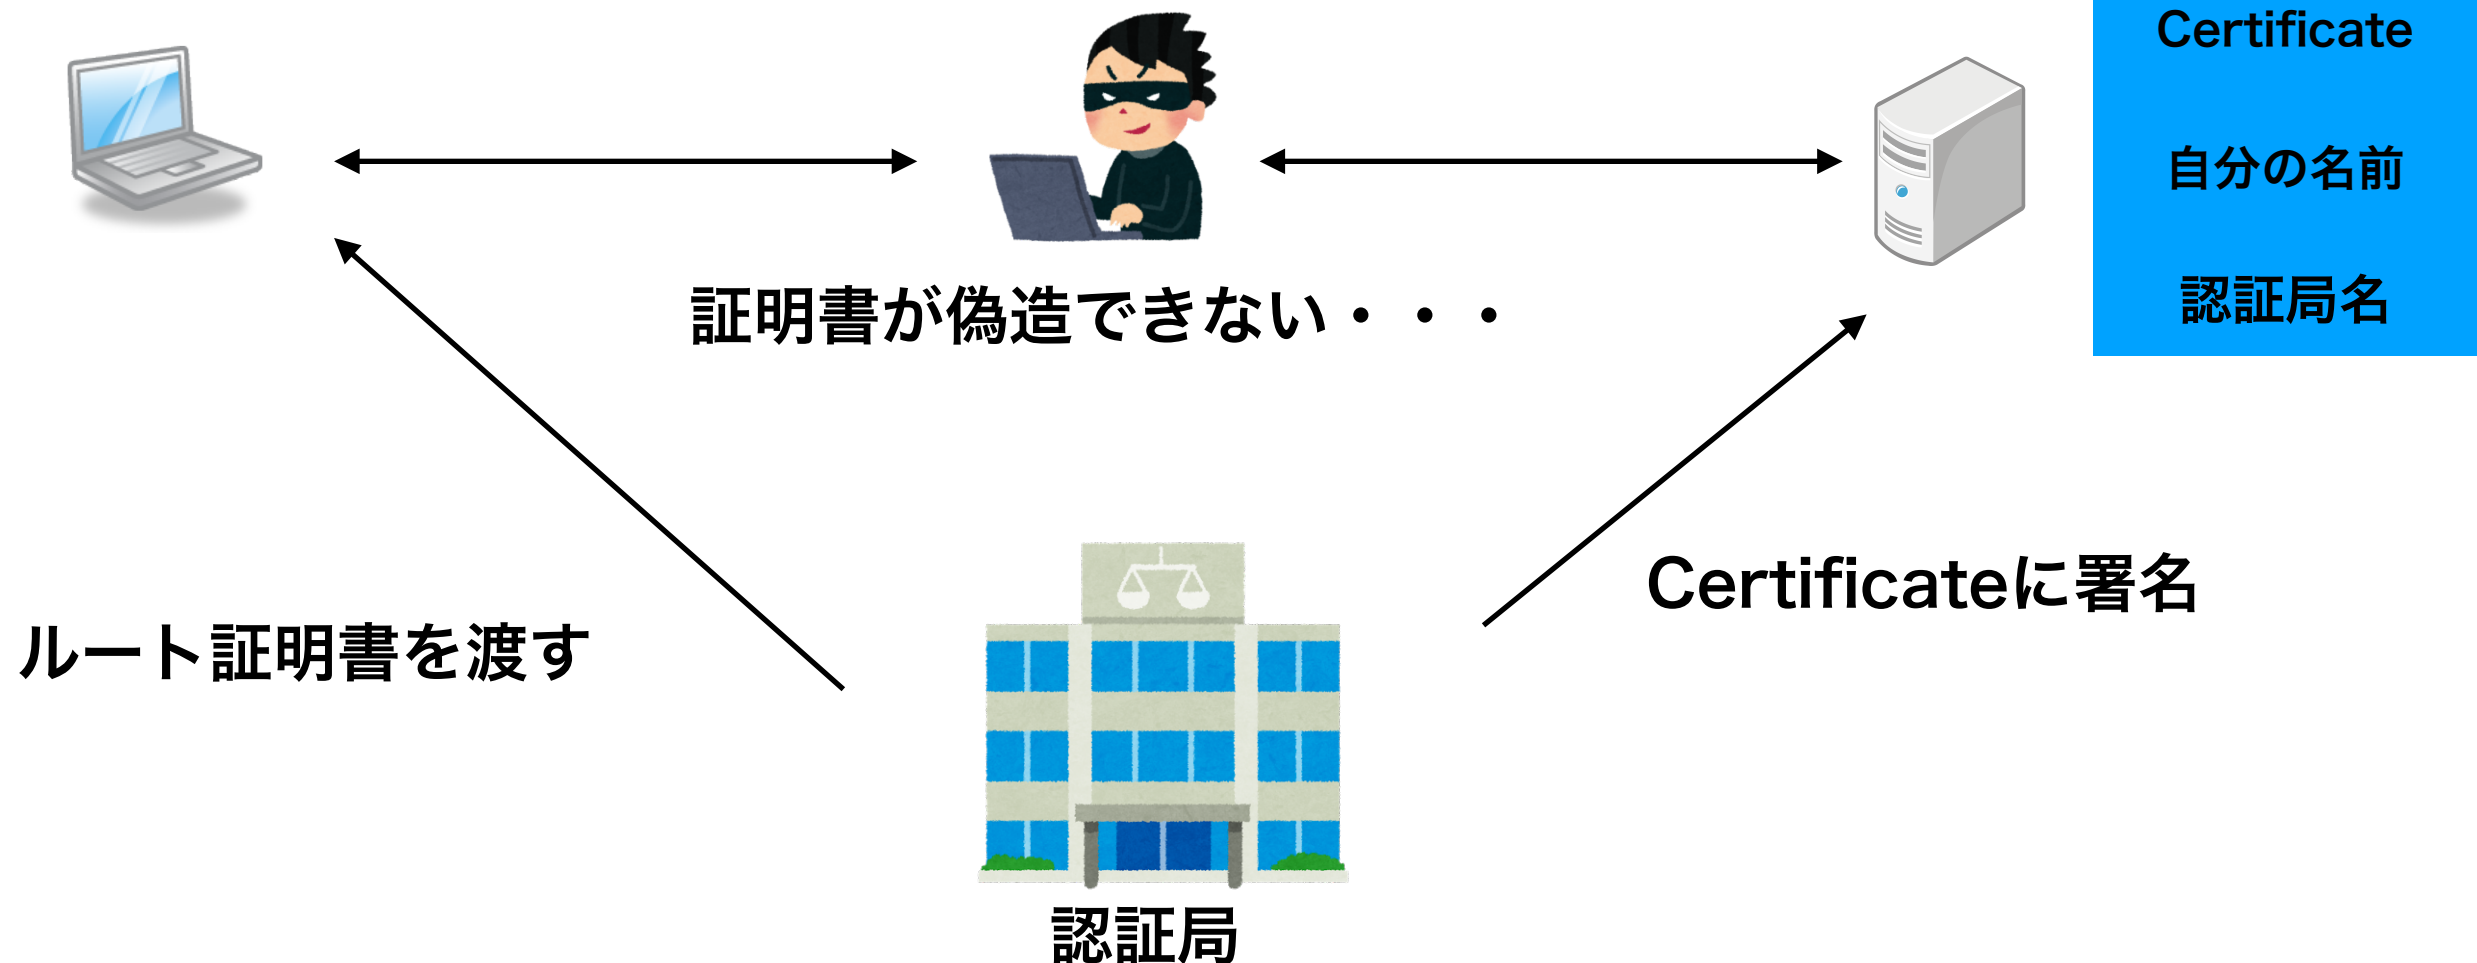 Certificate
自分の名前
認証局名
証明書が偽造できない・・・
Certificateに署名
ルート証明書を渡す
認証局